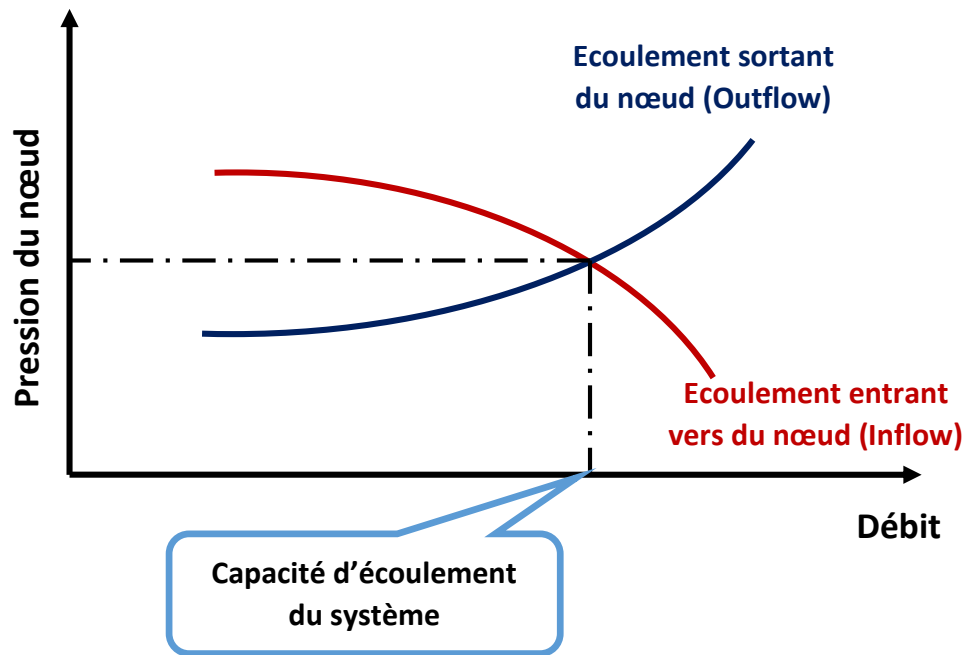 Ecoulement sortant
du nœud (Outflow)
Pression du nœud
Ecoulement entrant
vers du nœud (Inflow)
Débit
Capacité d’écoulement
du système